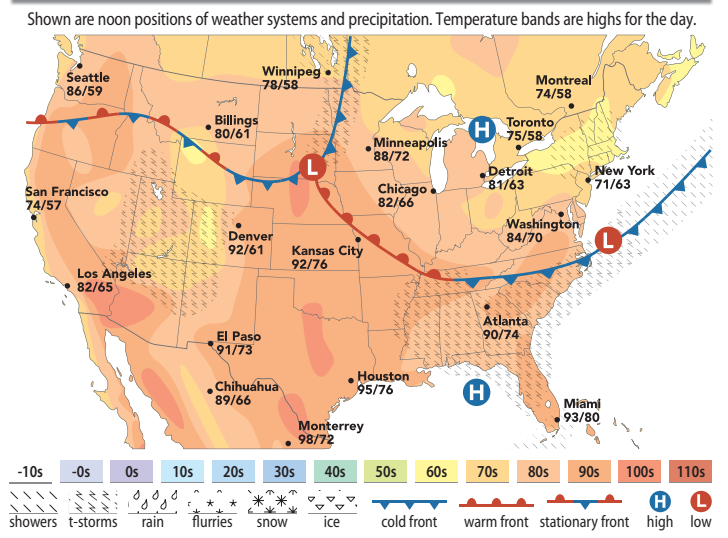 Shown are noon positions of weather systems and precipitation. Temperature bands are highs for the day.
Seattle
86/59
Winnipeg
78/58
Montreal
74/58
Billings
80/61
Toronto
75/58
H
Minneapolis
88/72
L
Detroit
81/63
New York
71/63
San Francisco
74/57
Chicago
82/66
Denver
92/61
Kansas City
92/76
Washington
84/70
L
Los Angeles
82/65
Atlanta
90/74
El Paso
91/73
Chihuahua
89/66
Houston
95/76
H
Miami
93/80
Monterrey
98/72
-10s -0s 0s 10s 20s 30s 40s 50s 60s 70s 80s 90s 100s 110s
H L
showers t-storms rain flurries snow ice cold front warm front stationary front high low